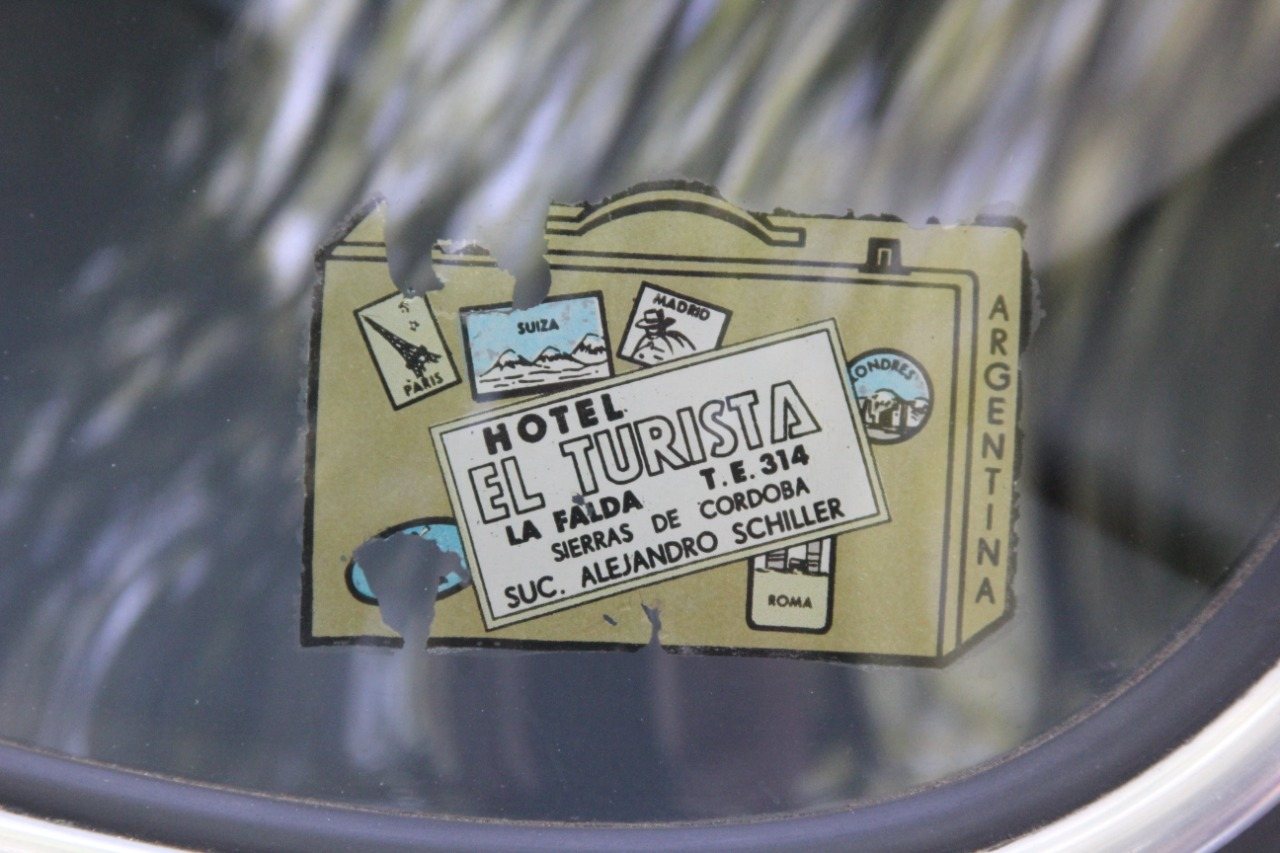 PARIS
SUIZA
MADRID
LONDRES
HOTEL
EL TURISTA
LA FALDA T.E. 314
SIERRAS DE CORDOBA
SUC. ALEJANDRO SCHILLER
ROMA
ARGENTINA